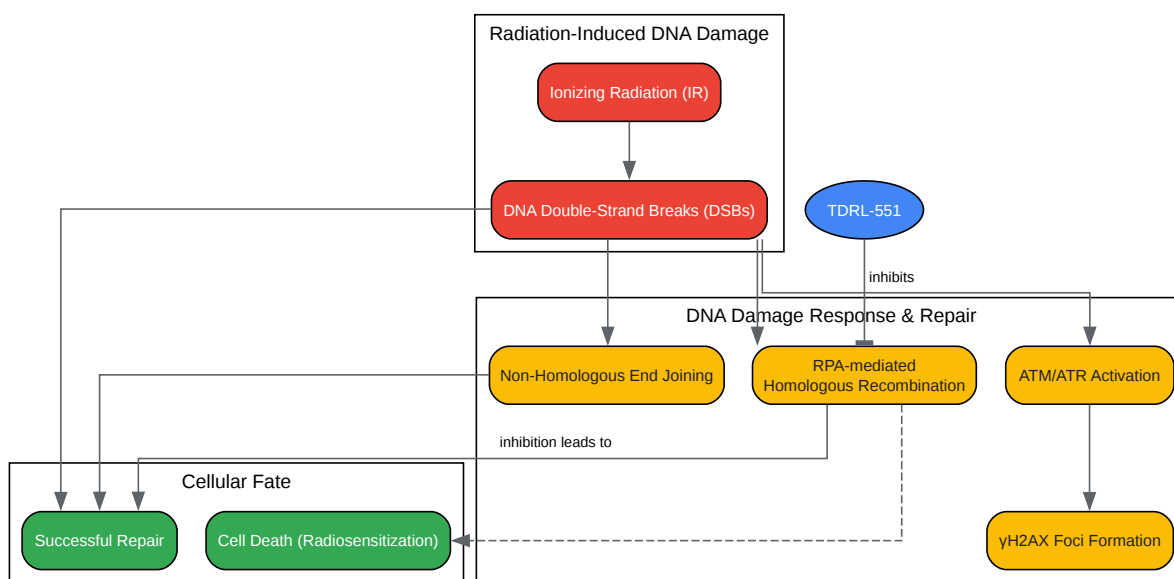 Radiation-Induced DNA Damage
Ionizing Radiation (IR)
DNA Double-Strand Breaks (DSBs)
TDRL-551
inhibits
DNA Damage Response & Repair
Non-Homologous End Joining
RPA-mediated
Homologous Recombination
ATM/ATR Activation
inhibition leads to
Cellular Fate
Successful Repair
Cell Death (Radiosensitization)
γH2AX Foci Formation